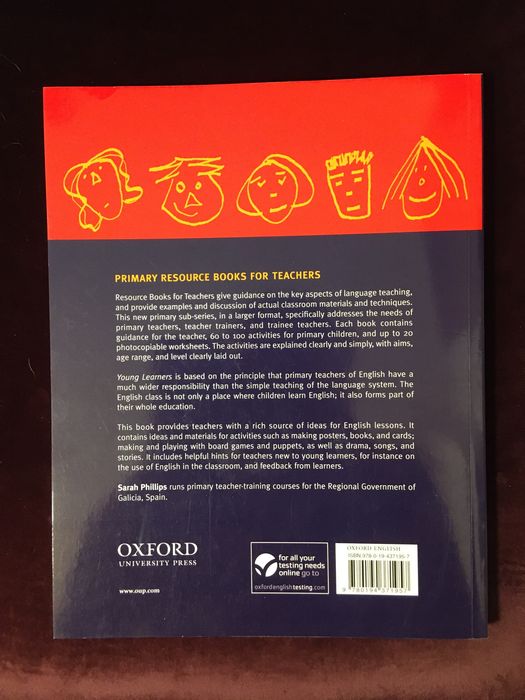 PRIMARY RESOURCE BOOKS FOR TEACHERS
Resource Books for Teachers give guidance on the key aspects of language teaching,
and provide examples and discussion of actual classroom materials and techniques.
This new primary sub-series, in a larger format, specifically addresses the needs of
primary teachers, teacher trainers, and trainee teachers. Each book contains
guidance for the teacher, 60 to 100 activities for primary children, and up to 20
photocopiable worksheets. The activities are explained clearly and simply, with aims,
age range, and level clearly laid out.
Young Learners is based on the principle that primary teachers of English have a
much wider responsibility than the simple teaching of the language system. The
English class is not only a place where children learn English; it also forms part of
their whole education.
This book provides teachers with a rich source of ideas for English lessons. It
contains ideas and materials for activities such as making posters, books, and cards;
making and playing with board games and puppets, as well as drama, songs, and
stories. It includes helpful hints for teachers new to young learners, for instance on
the use of English in the classroom, and feedback from learners.
Sarah Phillips runs primary teacher-training courses for the Regional Government of
Galicia, Spain.
OXFORD
UNIVERSITY PRESS
www.oup.com
for all your
testing needs
online go to
oxfordenglishtesting.com
OXFORD ENGLISH
ISBN 978-0-19-437195-7
9 780194 371957